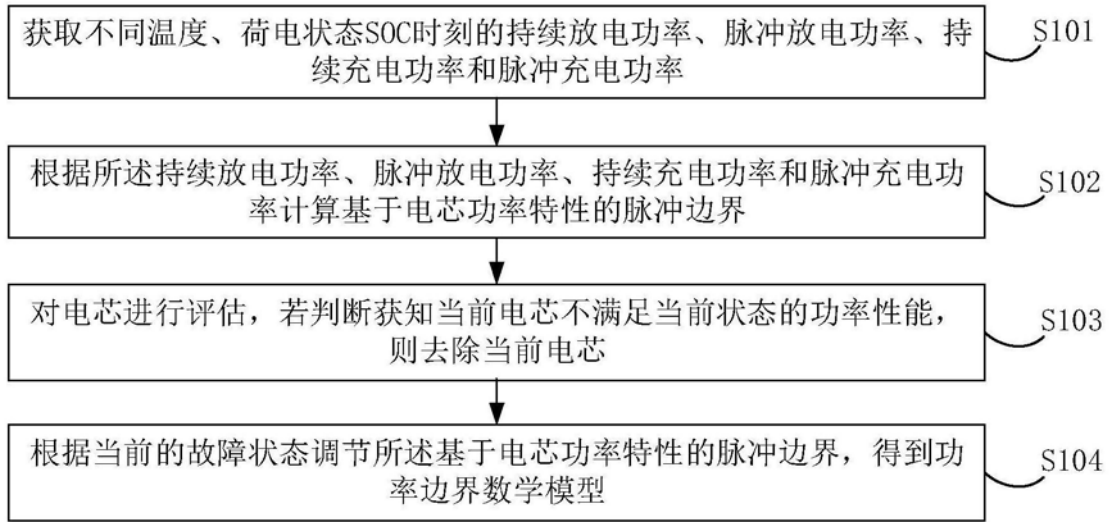 获取不同温度、荷电状态SOC时刻的持续放电功率、脉冲放电功率、持
续充电功率和脉冲充电功率
S101
根据所述持续放电功率、脉冲放电功率、持续充电功率和脉冲充电功
率计算基于电芯功率特性的脉冲边界
S102
对电芯进行评估，若判断获知当前电芯不满足当前状态的功率性能，
则去除当前电芯
S103
根据当前的故障状态调节所述基于电芯功率特性的脉冲边界，得到功
率边界数学模型
S104